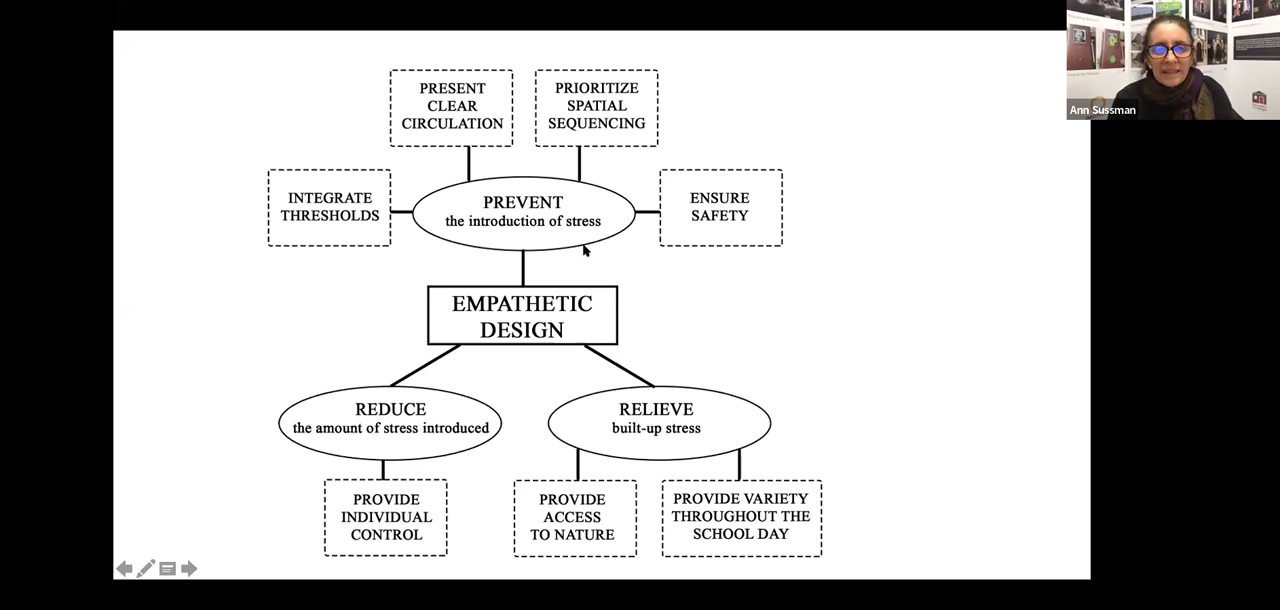 PRESENT
CLEAR
CIRCULATION
PRIORITIZE
SPATIAL
SEQUENCING
INTEGRATE
THRESHOLDS
PREVENT
the introduction of stress
ENSURE
SAFETY
EMPATHETIC
DESIGN
REDUCE
the amount of stress introduced
RELIEVE
built-up stress
PROVIDE
INDIVIDUAL
CONTROL
PROVIDE
ACCESS
TO NATURE
PROVIDE VARIETY
THROUGHOUT THE
SCHOOL DAY
Ann Sussman